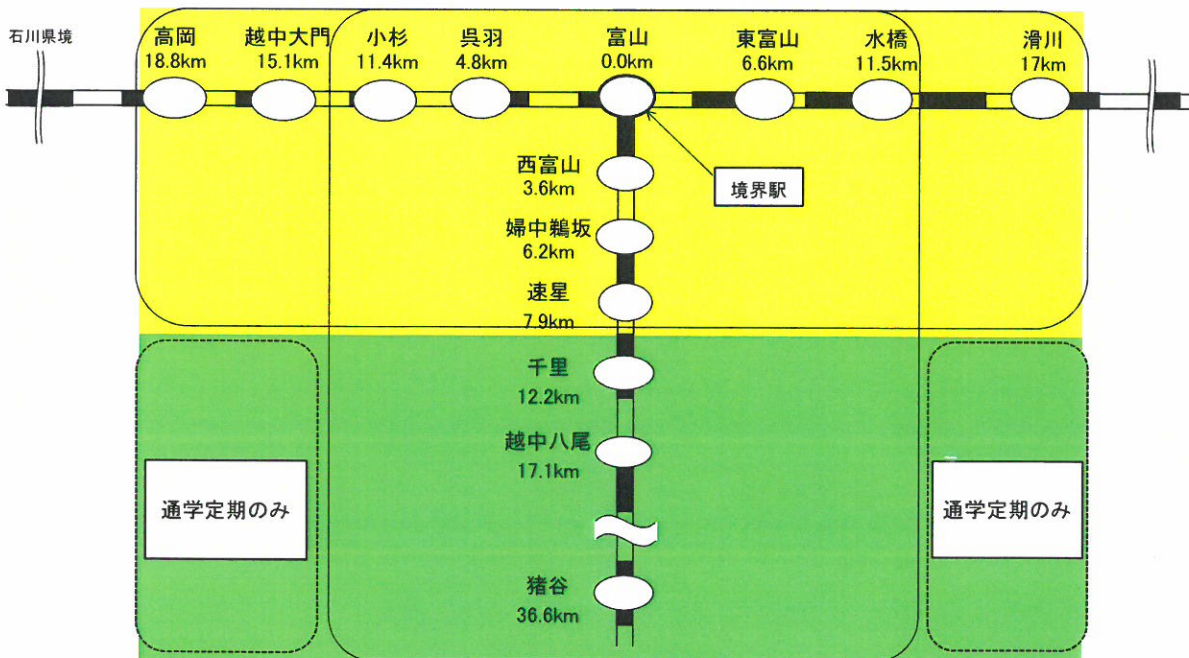 石川県境
高岡
18.8km
越中大門
15.1km
小杉
11.4km
呉羽
4.8km
富山
0.0km
東富山
6.6km
水橋
11.5km
滑川
17km
西富山
3.6km
境界駅
婦中鵜坂
6.2km
速星
7.9km
千里
12.2km
越中八尾
17.1km
通学定期のみ
通学定期のみ
猪谷
36.6km